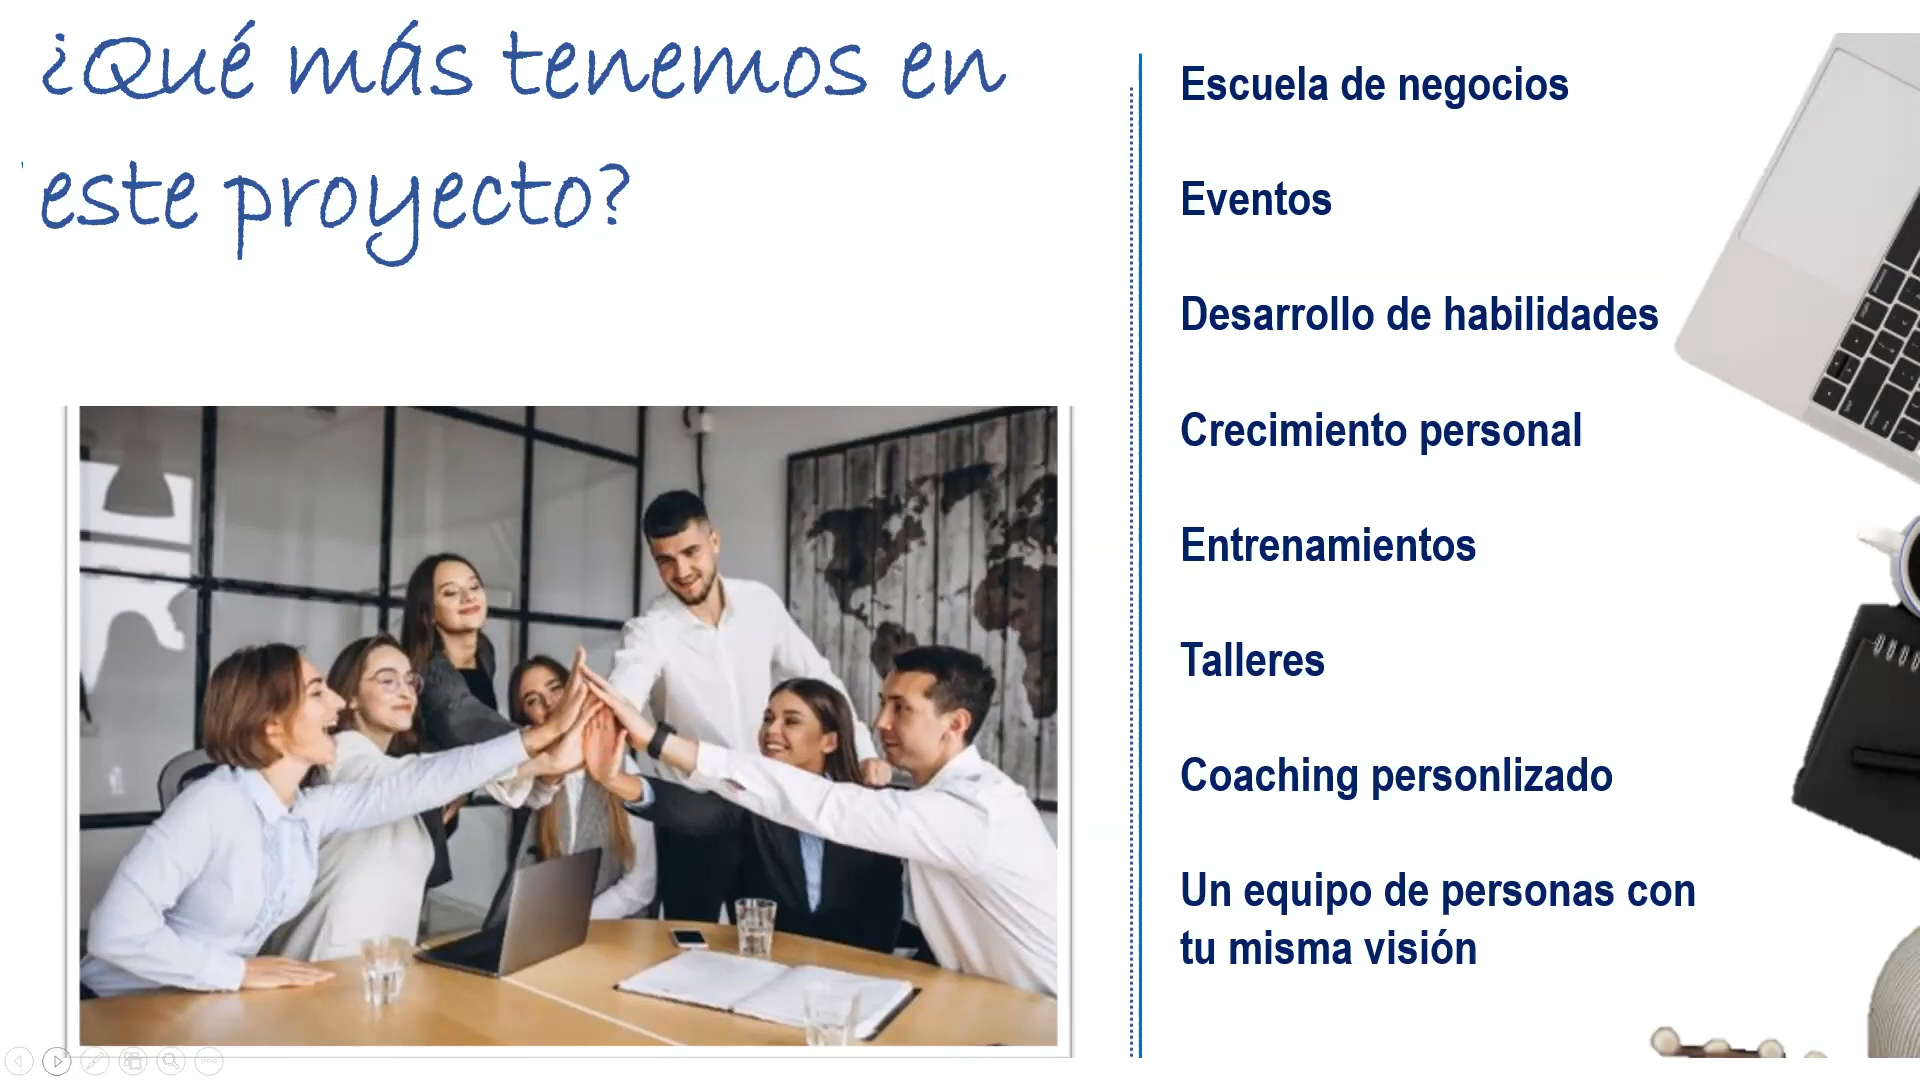 ¿Qué más tenemos en
este proyecto?
Escuela de negocios
Eventos
Desarrollo de habilidades
Crecimiento personal
Entrenamientos
Talleres
Coaching personlizado
Un equipo de personas con
tu misma visión